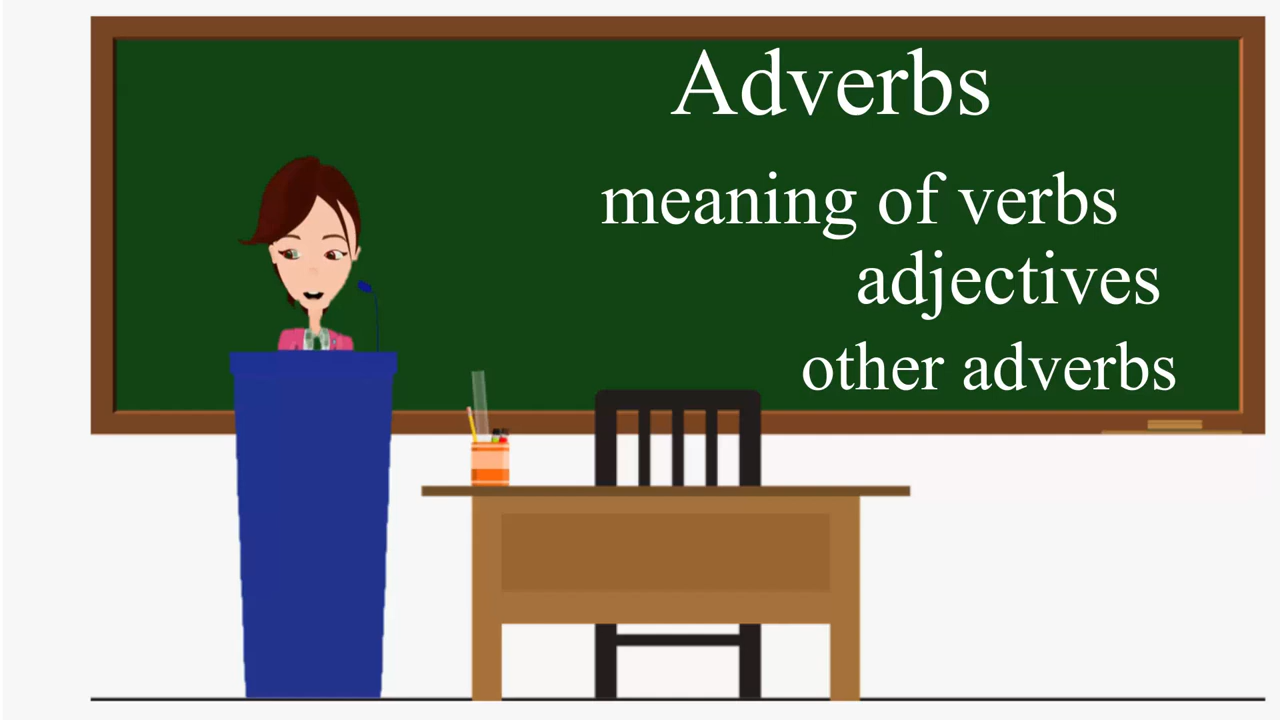 Adverbs
meaning of verbs
adjectives
other adverbs